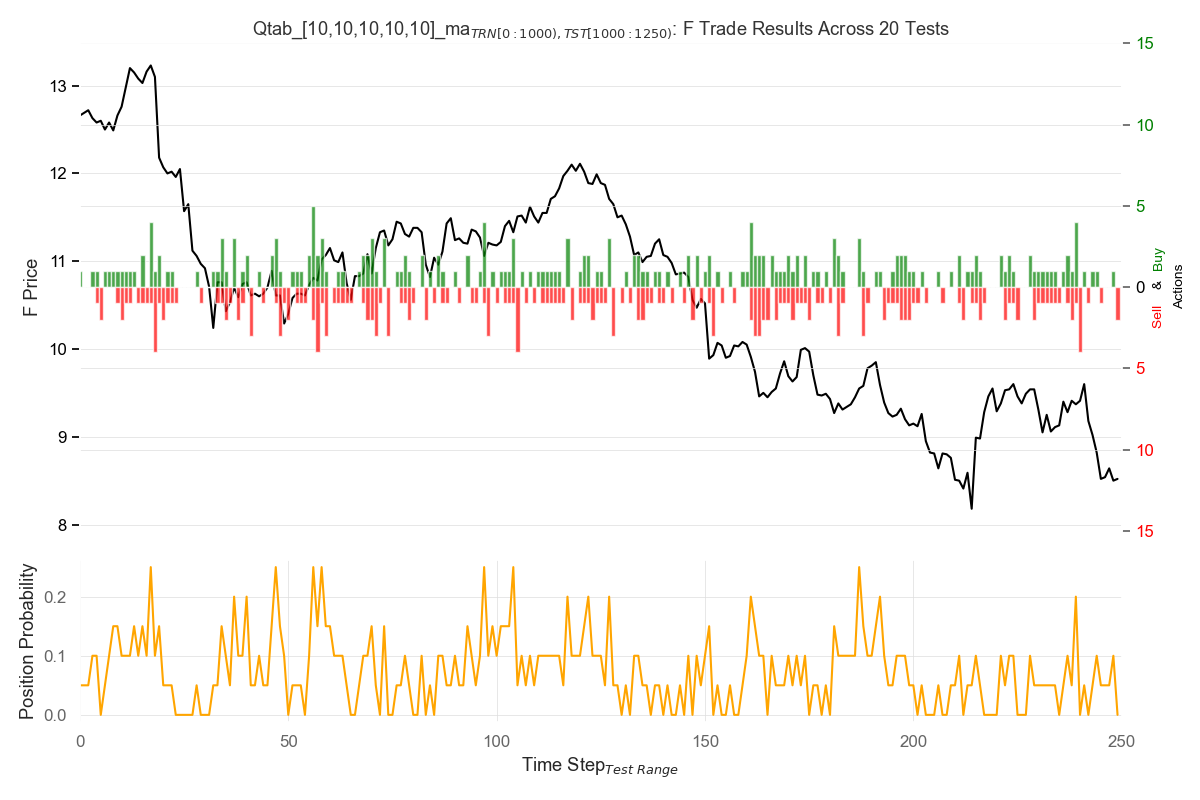 Qtab_[10,10,10,10,10]_ma_TRN[0:1000),TST[1000:1250): F Trade Results Across 20 Tests
15
13
10
12
5
11
0
F Price
Sell & Buy
Actions
10
5
9
10
8
15
Position Probability
0.2
0.1
0.0
0 50 100 150 200 250
Time Step Test Range